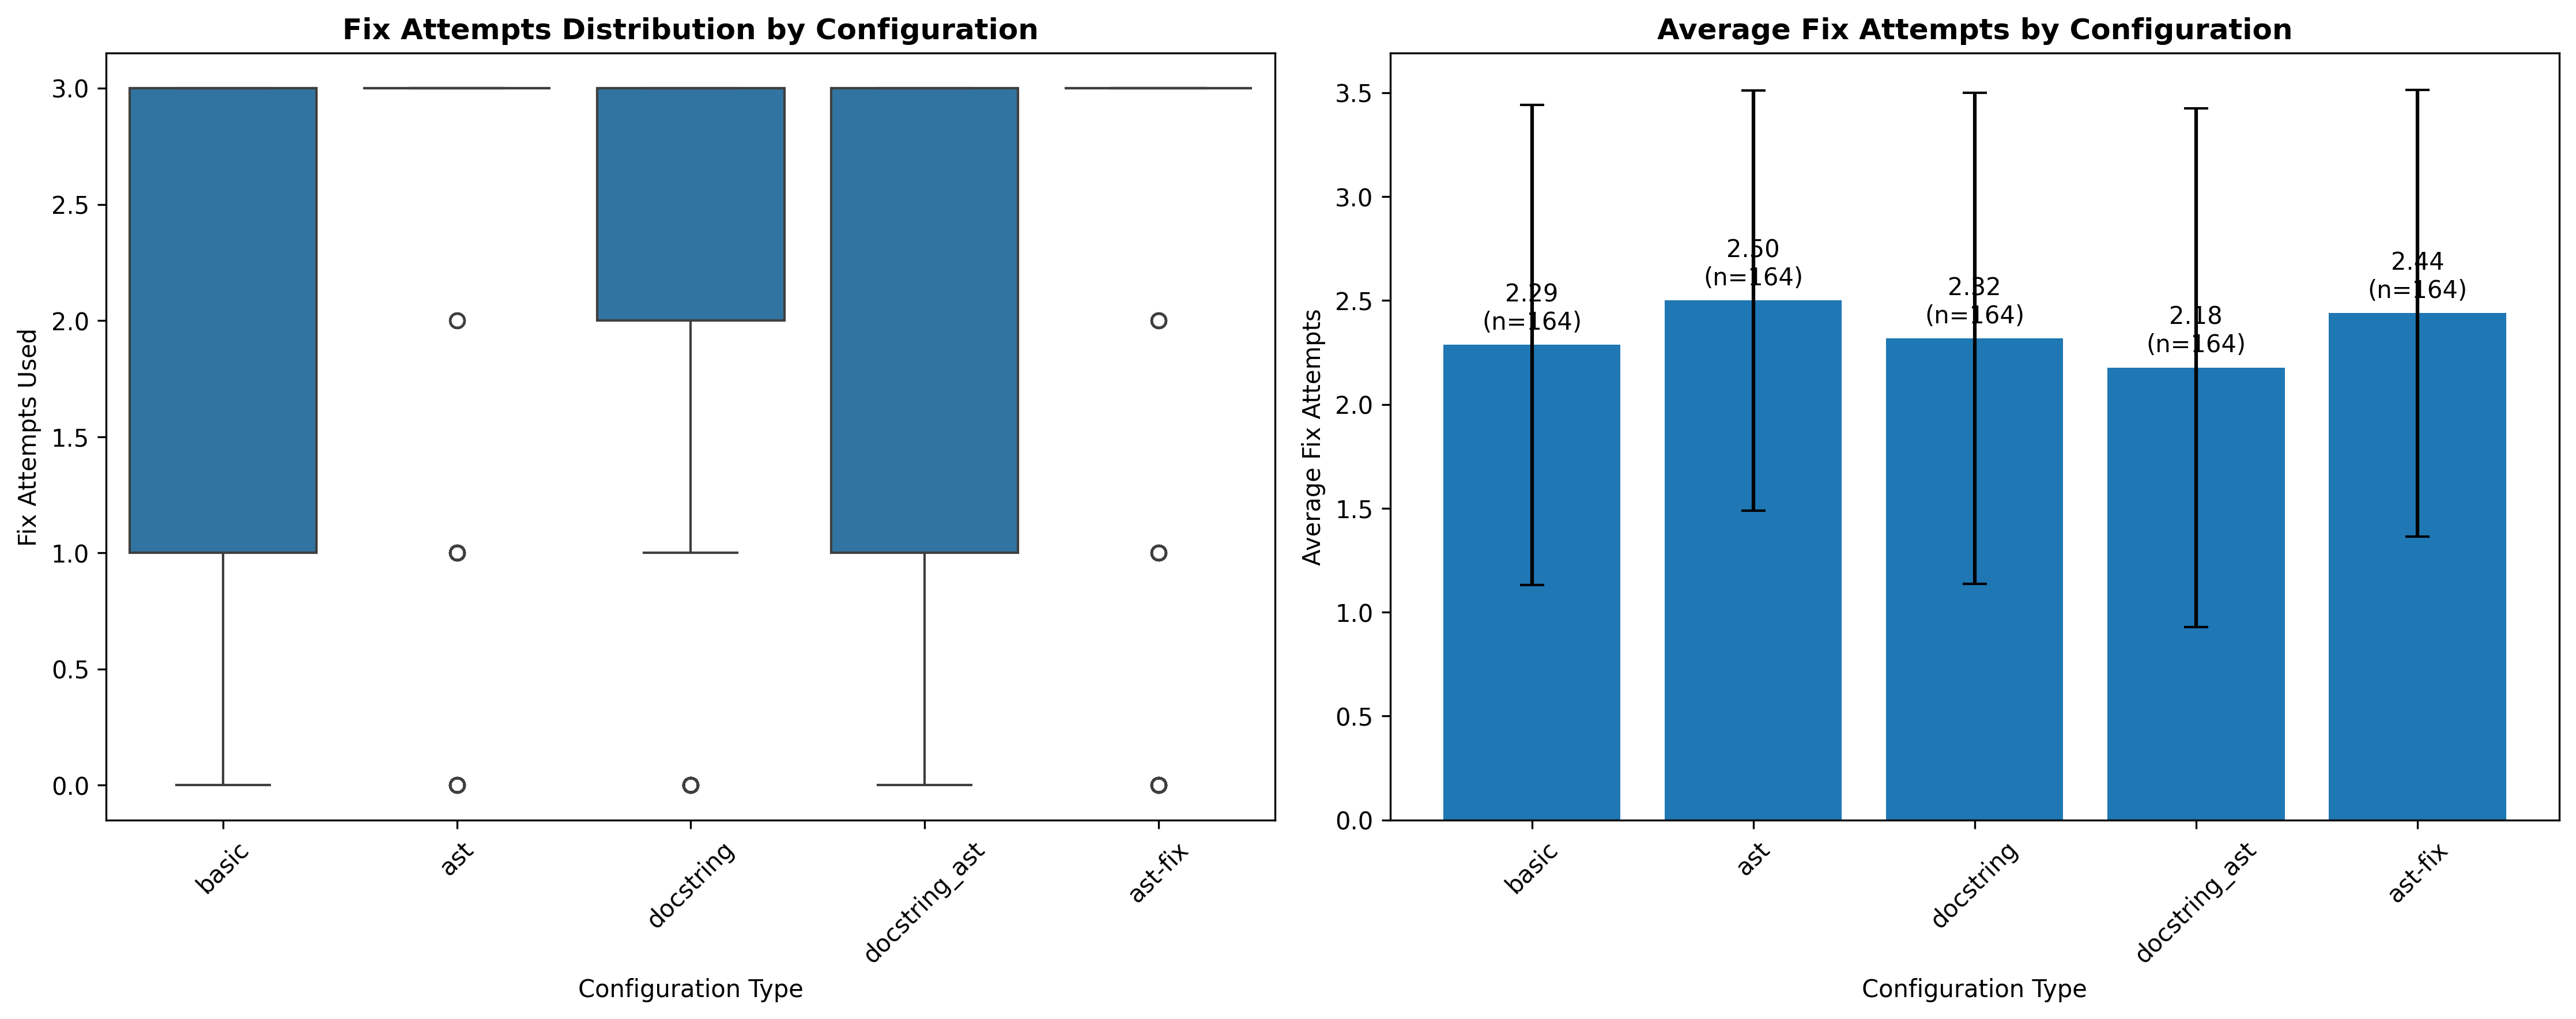 Fix Attempts Distribution by Configuration
Fix Attempts Used
3.0
2.5
2.0
1.5
1.0
0.5
0.0
basic
ast
docstring
docstring_ast
ast-fix
Configuration Type
Average Fix Attempts by Configuration
Average Fix Attempts
3.5
3.0
2.5
2.0
1.5
1.0
0.5
0.0
2.29
(n=164)
2.50
(n=164)
2.32
(n=164)
2.18
(n=164)
2.44
(n=164)
basic
ast
docstring
docstring_ast
ast-fix
Configuration Type